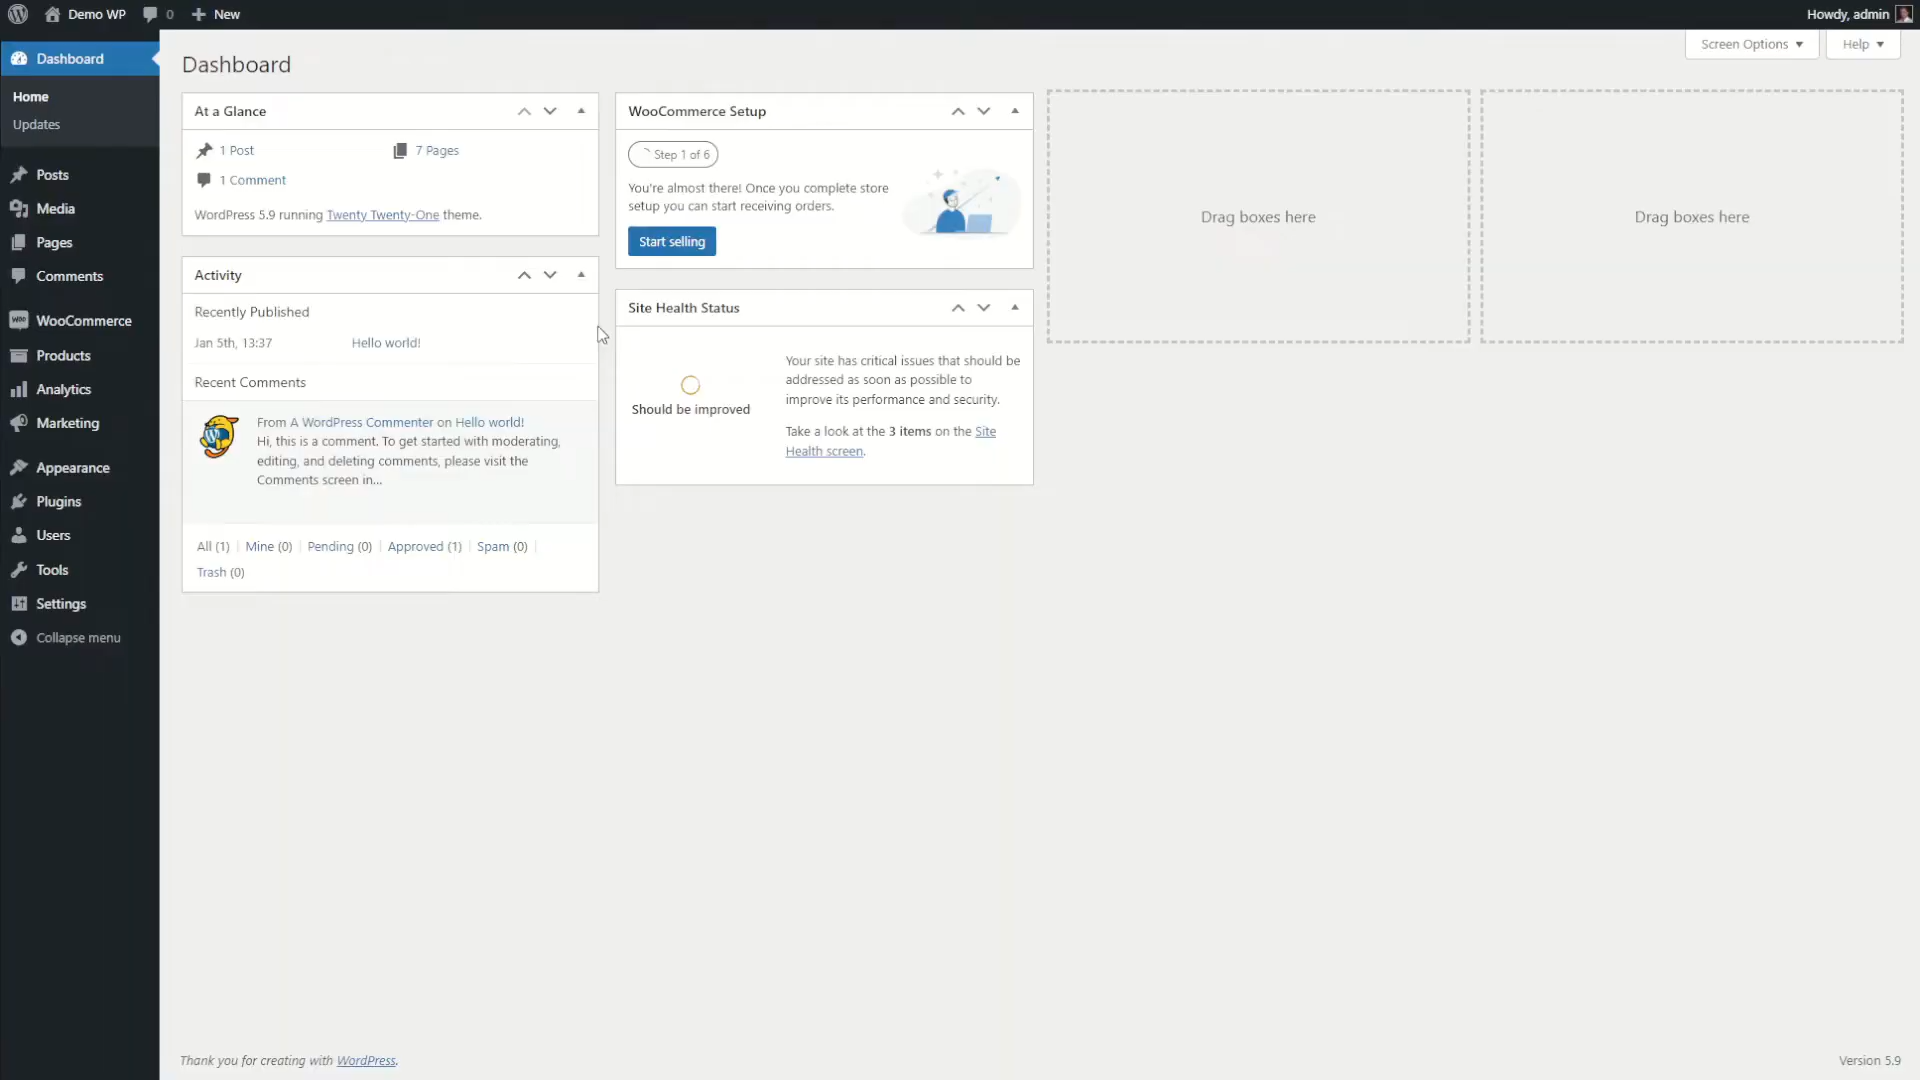 Demo WP
0
New
Howdy, admin
Screen Options
Help
Dashboard
Home
Updates
Posts
Media
Pages
Comments
WooCommerce
Products
Analytics
Marketing
Appearance
Plugins
Users
Tools
Settings
Collapse menu
Dashboard
At a Glance
1 Post
7 Pages
1 Comment
WordPress 5.9 running Twenty Twenty-One theme.
Activity
Recently Published
Jan 5th, 13:37
Hello world!
Recent Comments
From A WordPress Commenter on Hello world!
Hi, this is a comment. To get started with moderating,
editing, and deleting comments, please visit the
Comments screen in...
All (1) | Mine (0) | Pending (0) | Approved (1) | Spam (0) |
Trash (0)
WooCommerce Setup
Step 1 of 6
You're almost there! Once you complete store
setup you can start receiving orders.
Start selling
Site Health Status
Should be improved
Your site has critical issues that should be
addressed as soon as possible to
improve its performance and security.
Take a look at the 3 items on the Site
Health screen.
Drag boxes here
Drag boxes here
Thank you for creating with WordPress.
Version 5.9